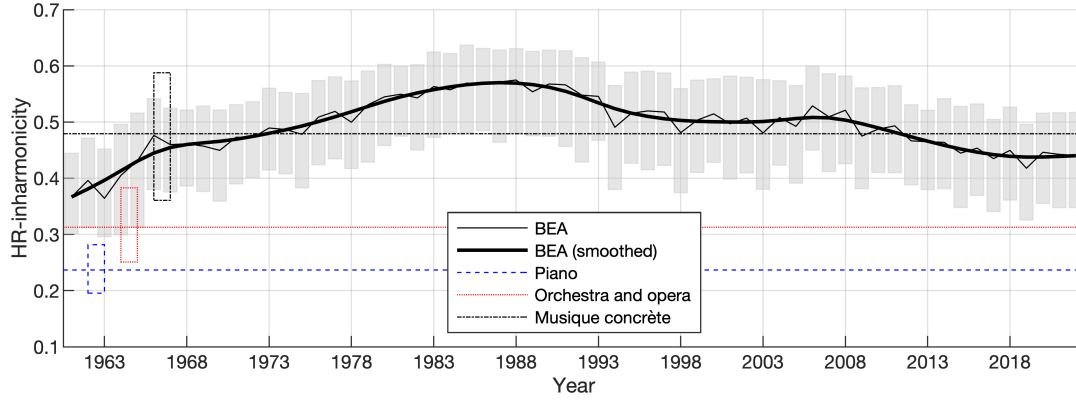 0.7
0.6
0.5
0.4
0.3
0.2
0.1
HR-inharmonicity
BEA
BEA (smoothed)
Piano
Orchestra and opera
Musique concrète
1963 1968 1973 1978 1983 1988 1993 1998 2003 2008 2013 2018
Year